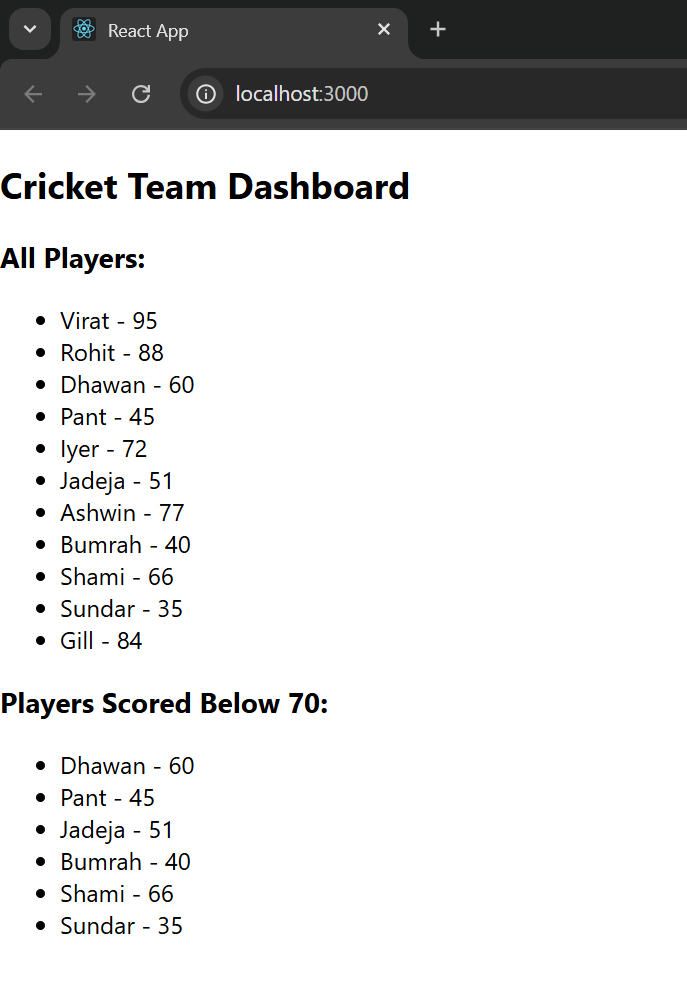 React App
localhost:3000
Cricket Team Dashboard
All Players:
Virat - 95
Rohit - 88
Dhawan - 60
Pant - 45
Iyer - 72
Jadeja - 51
Ashwin - 77
Bumrah - 40
Shami - 66
Sundar - 35
Gill - 84
Players Scored Below 70:
Dhawan - 60
Pant - 45
Jadeja - 51
Bumrah - 40
Shami - 66
Sundar - 35